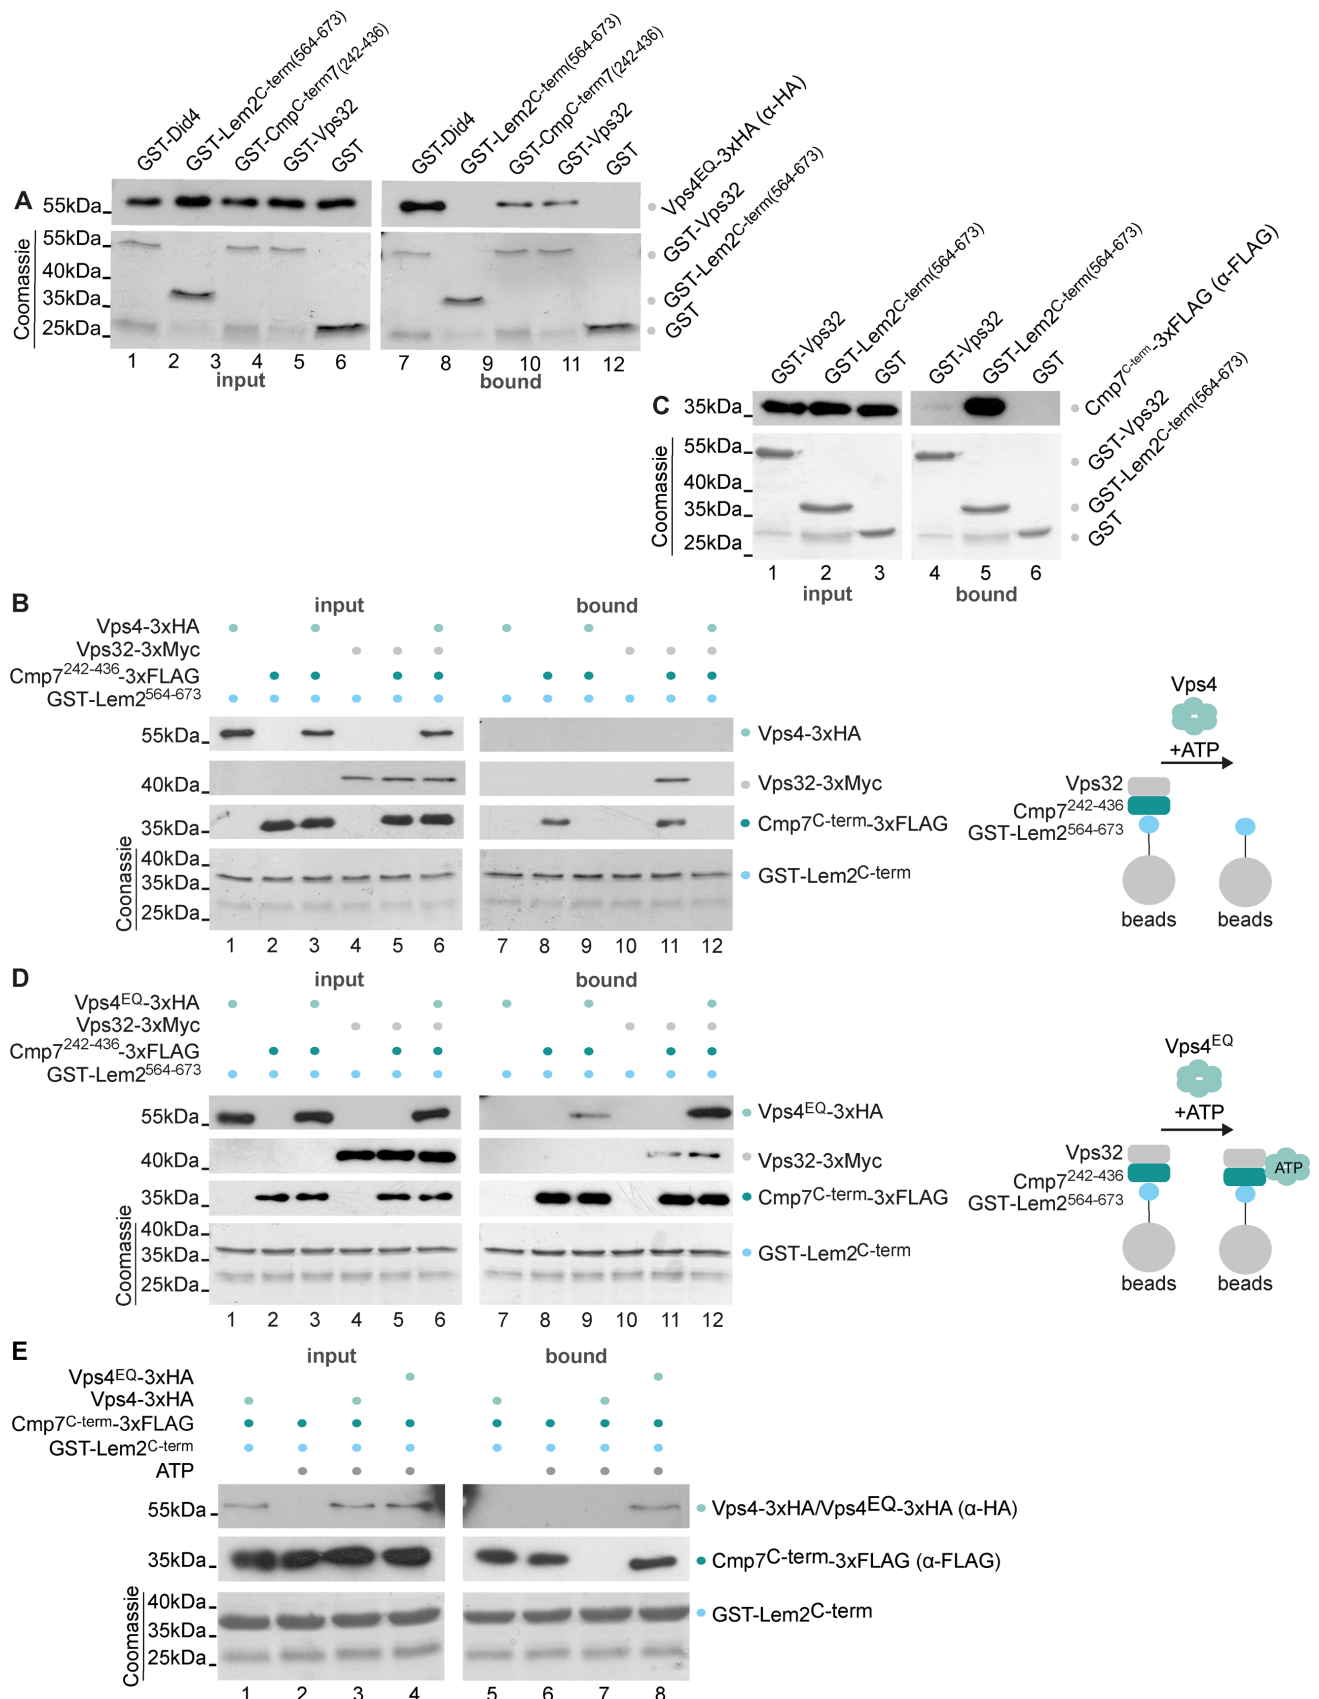 GST-Did4
GST-Lem2C-term(564-673)
GST-CmpC-term7(242-436)
GST-Vps32
GST
GST-Did4
GST-Lem2C-term(564-673)
GST-CmpC-term7(242-436)
GST-Vps32
GST
A
55kDa
Vps4EQ-3xHA (α-HA)
Coomassie
55kDa
40kDa
35kDa
25kDa
GST-Vps32
GST-Lem2C-term(564-673)
GST
1 2 3 4 5 6 7 8 9 10 11 12
input bound
GST-Vps32
GST-Lem2C-term(564-673)
GST
GST-Vps32
GST-Lem2C-term(564-673)
GST
C
35kDa
Cmp7C-term-3xFLAG (α-FLAG)
Coomassie
55kDa
40kDa
35kDa
25kDa
GST-Vps32
GST-Lem2C-term(564-673)
GST
1 2 3 4 5 6
input bound
B
input bound
Vps4-3xHA
Vps32-3xMyc
Cmp7242-436-3xFLAG
GST-Lem2564-673
55kDa Vps4-3xHA
40kDa Vps32-3xMyc
35kDa Cmp7C-term-3xFLAG
Coonassie
40kDa
35kDa GST-Lem2C-term
25kDa
1 2 3 4 5 6 7 8 9 10 11 12
Vps4
+ATP
Vps32
Cmp7242-436
GST-Lem2564-673
beads beads
D
input bound
Vps4EQ-3xHA
Vps32-3xMyc
Cmp7242-436-3xFLAG
GST-Lem2564-673
55kDa Vps4EQ-3xHA
40kDa Vps32-3xMyc
35kDa Cmp7C-term-3xFLAG
Coomassie
40kDa
35kDa GST-Lem2C-term
25kDa
1 2 3 4 5 6 7 8 9 10 11 12
Vps4EQ
+ATP
Vps32
Cmp7242-436
GST-Lem2564-673
ATP
beads beads
E
input bound
Vps4EQ-3xHA
Vps4-3xHA
Cmp7C-term-3xFLAG
GST-Lem2C-term
ATP
55kDa Vps4-3xHA/Vps4EQ-3xHA (α-HA)
35kDa Cmp7C-term-3xFLAG (α-FLAG)
Coomassie
40kDa
35kDa GST-Lem2C-term
25kDa
1 2 3 4 5 6 7 8